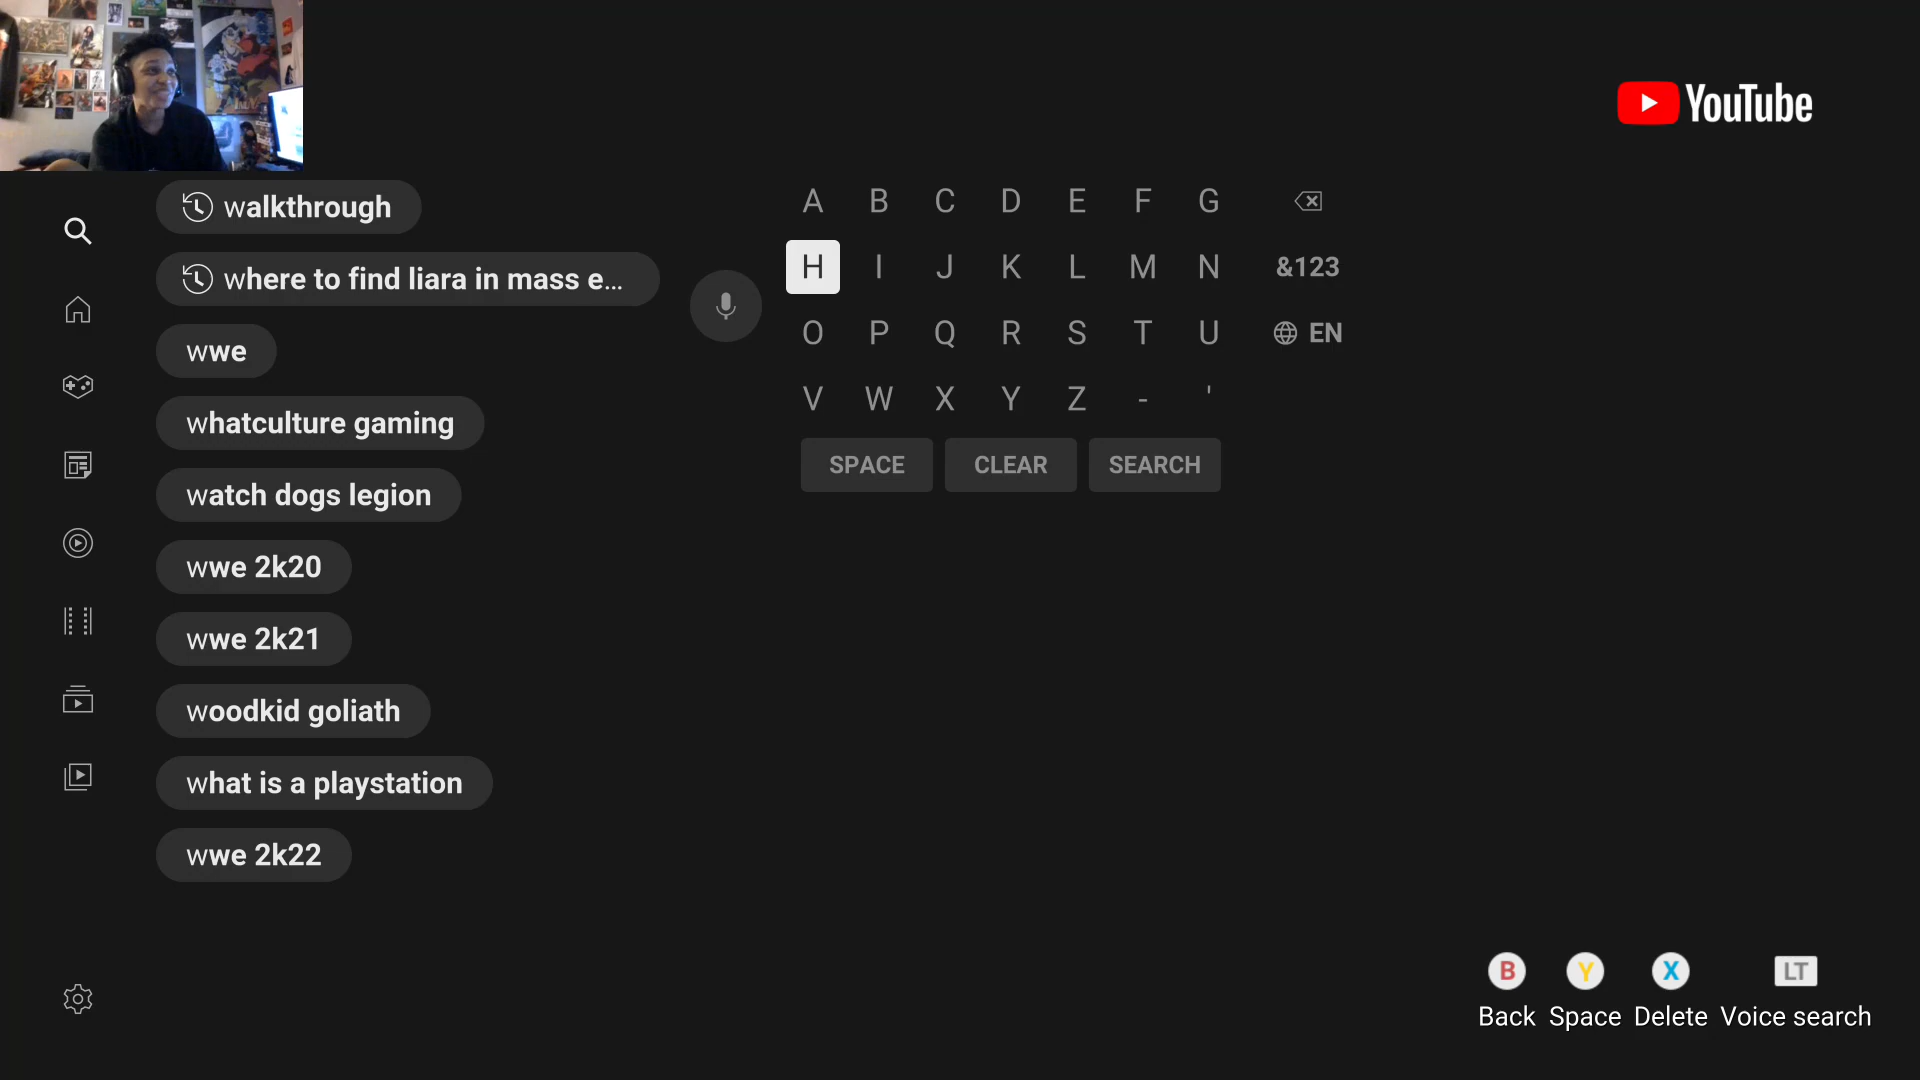 YouTube
walkthrough
where to find liara in mass e...
wwe
whatculture gaming
watch dogs legion
wwe 2k20
wwe 2k21
woodkid goliath
what is a playstation
wwe 2k22
A B C D E F G
H I J K L M N &123
O P Q R S T U EN
V W X Y Z - '
SPACE CLEAR SEARCH
B Y X LT
Back Space Delete Voice search